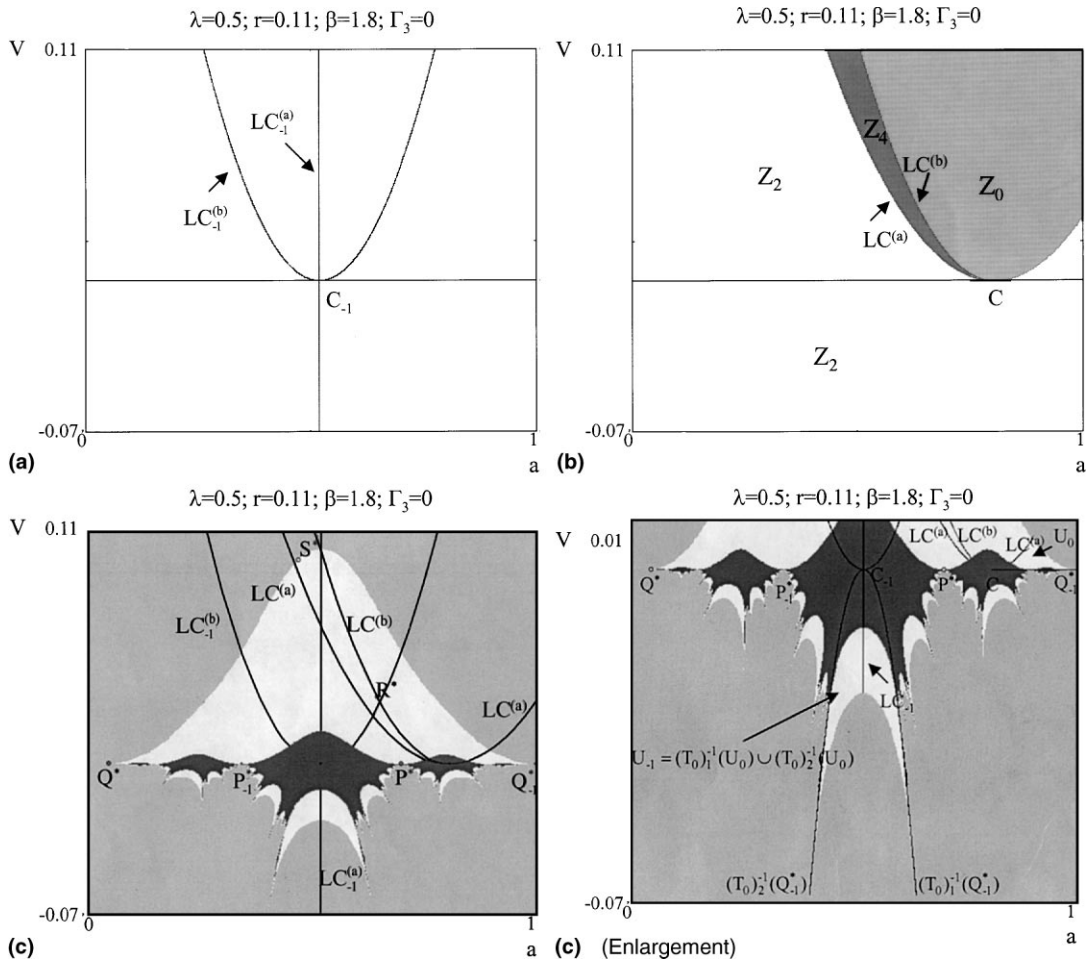 λ=0.5; r=0.11; β=1.8; Γ₃=0
V
0.11
LC₋₁⁽ᵃ⁾
LC₋₁⁽ᵇ⁾
C₋₁
-0.07
0
1
a
(a)
λ=0.5; r=0.11; β=1.8; Γ₃=0
V
0.11
Z₄
LC⁽ᵇ⁾
Z₀
Z₂
LC⁽ᵃ⁾
C
Z₂
-0.07
0
1
a
(b)
λ=0.5; r=0.11; β=1.8; Γ₃=0
V
0.11
S*
LC⁽ᵃ⁾
LC₋₁⁽ᵇ⁾
LC⁽ᵇ⁾
R*
LC⁽ᵃ⁾
Q*
P₋₁*
P*
Q₋₁*
LC₋₁⁽ᵃ⁾
-0.07
0
1
a
(c)
λ=0.5; r=0.11; β=1.8; Γ₃=0
V
0.01
LC⁽ᵃ⁾
LC⁽ᵇ⁾
LC⁽ᵃ⁾
U₀
Q*
P₋₁*
C₋₁
P*
C
Q₋₁*
LC₋₁
U₋₁ = (T₀)₁⁻¹(U₀) ∪ (T₀)₂⁻¹(U₀)
(T₀)₂⁻¹(Q₋₁*)
(T₀)₁⁻¹(Q₋₁*)
-0.07
0
1
a
(c) (Enlargement)